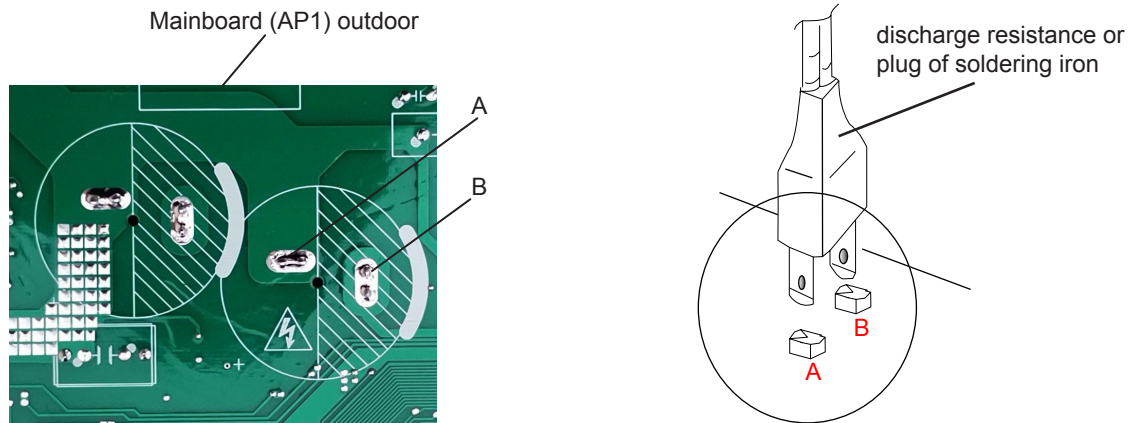 Mainboard (AP1) outdoor
A
B
discharge resistance or
plug of soldering iron
B
A